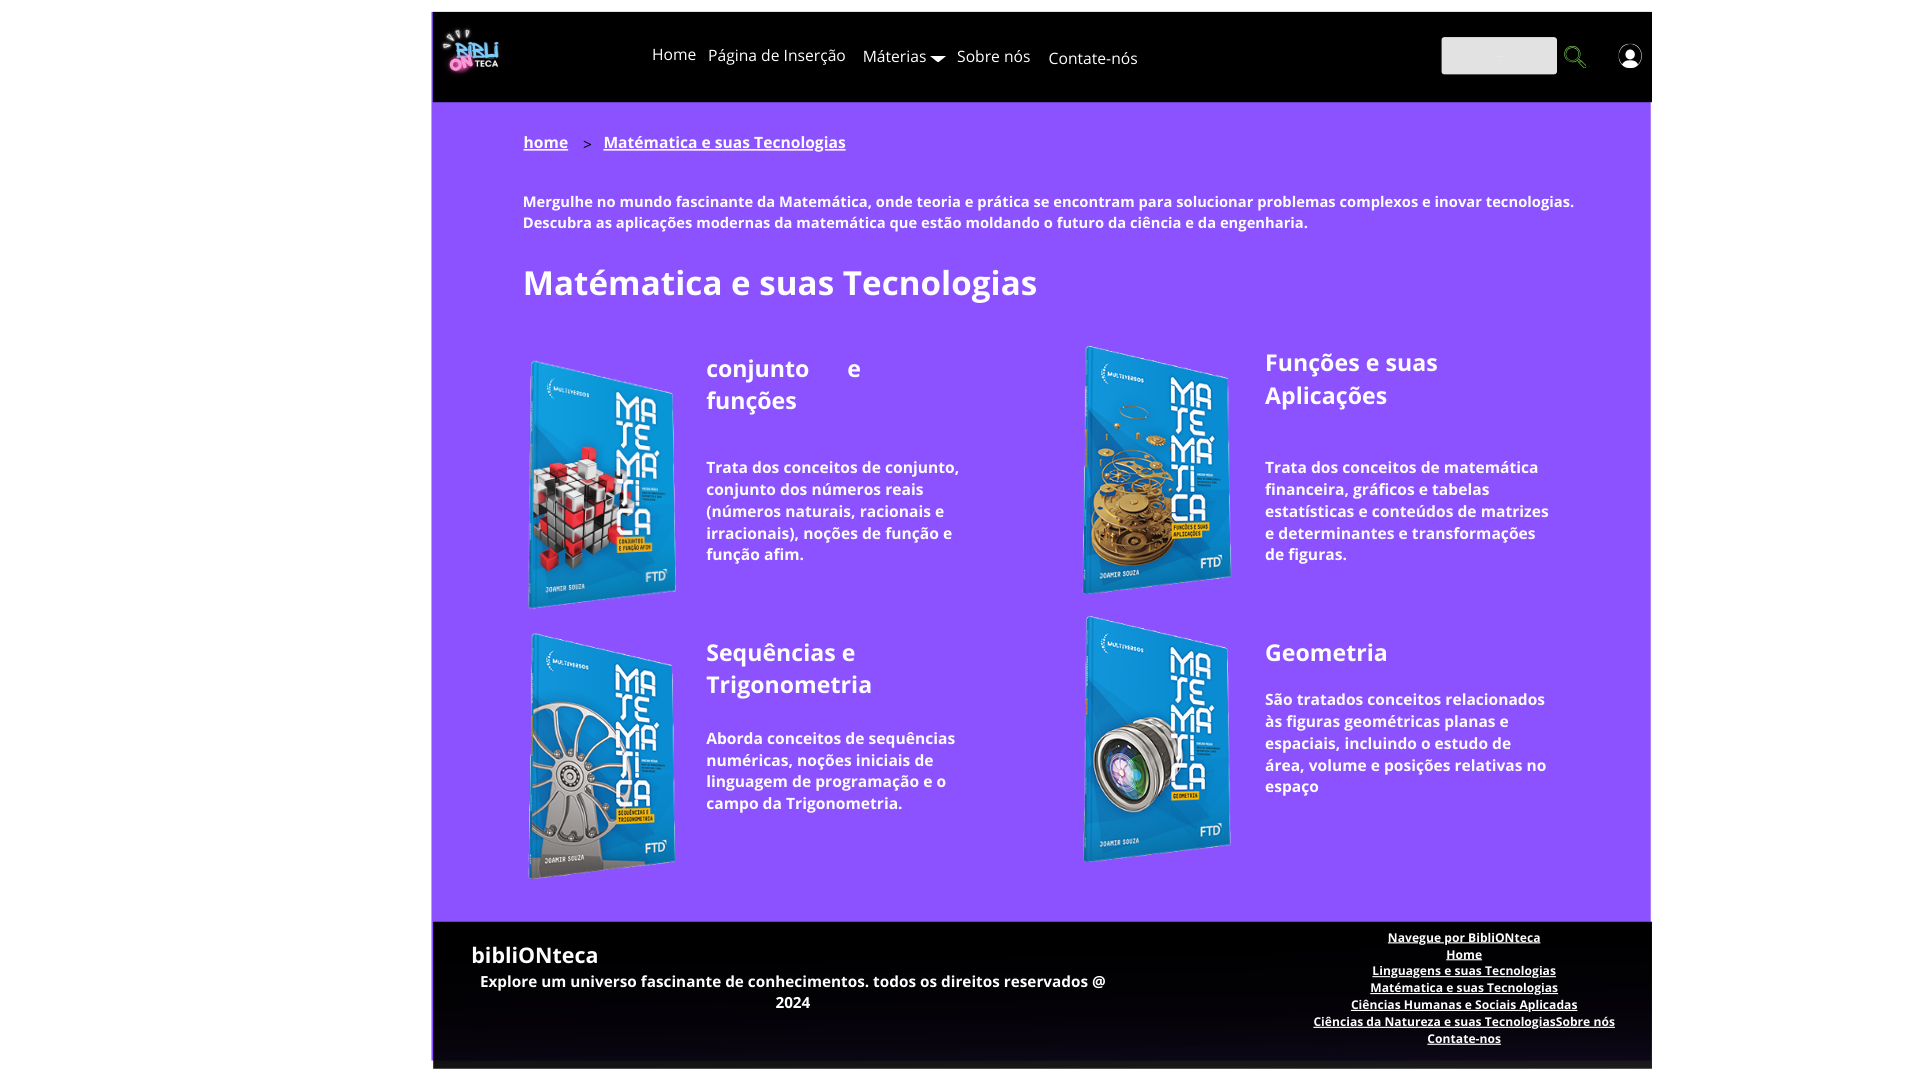 BIBLI
ON TECA
Home Página de Inserção Máterias Sobre nós Contate-nós
home > Matématica e suas Tecnologias
Mergulhe no mundo fascinante da Matemática, onde teoria e prática se encontram para solucionar problemas complexos e inovar tecnologias.
Descubra as aplicações modernas da matemática que estão moldando o futuro da ciência e da engenharia.
Matématica e suas Tecnologias
MULTIVERSOS
MATEMÁTICA
CONJUNTOS
E FUNÇÃO AFIM
JOAMIR SOUZA
FTD
conjunto e
funções
Trata dos conceitos de conjunto,
conjunto dos números reais
(números naturais, racionais e
irracionais), noções de função e
função afim.
MULTIVERSOS
MATEMÁTICA
FUNÇÕES E SUAS
APLICAÇÕES
JOAMIR SOUZA
FTD
Funções e suas
Aplicações
Trata dos conceitos de matemática
financeira, gráficos e tabelas
estatísticas e conteúdos de matrizes
e determinantes e transformações
de figuras.
MULTIVERSOS
MATEMÁTICA
SEQUÊNCIAS E
TRIGONOMETRIA
JOAMIR SOUZA
FTD
Sequências e
Trigonometria
Aborda conceitos de sequências
numéricas, noções iniciais de
linguagem de programação e o
campo da Trigonometria.
MULTIVERSOS
MATEMÁTICA
GEOMETRIA
JOAMIR SOUZA
FTD
Geometria
São tratados conceitos relacionados
às figuras geométricas planas e
espaciais, incluindo o estudo de
área, volume e posições relativas no
espaço
bibliONteca
Explore um universo fascinante de conhecimentos. todos os direitos reservados @
2024
Navegue por BibliONteca
Home
Linguagens e suas Tecnologias
Matématica e suas Tecnologias
Ciências Humanas e Sociais Aplicadas
Ciências da Natureza e suas TecnologiasSobre nós
Contate-nos